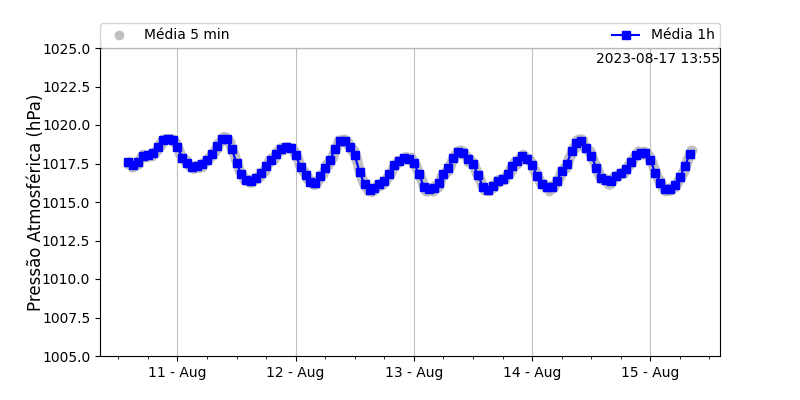 Média 5 min
Média 1h
2023-08-17 13:55
Pressão Atmosférica (hPa)
1025.0
1022.5
1020.0
1017.5
1015.0
1012.5
1010.0
1007.5
1005.0
11 - Aug
12 - Aug
13 - Aug
14 - Aug
15 - Aug